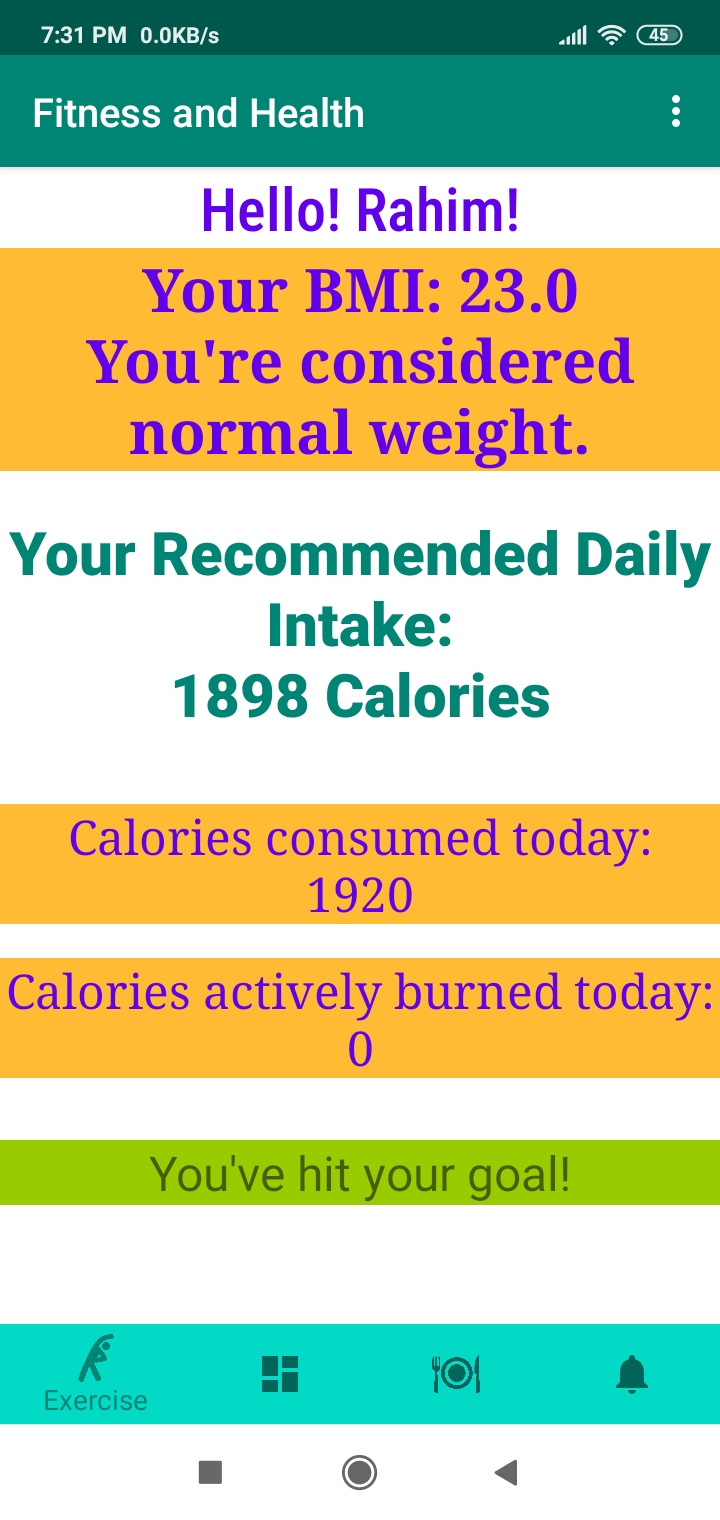 7:31 PM 0.0KB/s 45
Fitness and Health
Hello! Rahim!
Your BMI: 23.0
You're considered
normal weight.
Your Recommended Daily
Intake:
1898 Calories
Calories consumed today:
1920
Calories actively burned today:
0
You've hit your goal!
Exercise